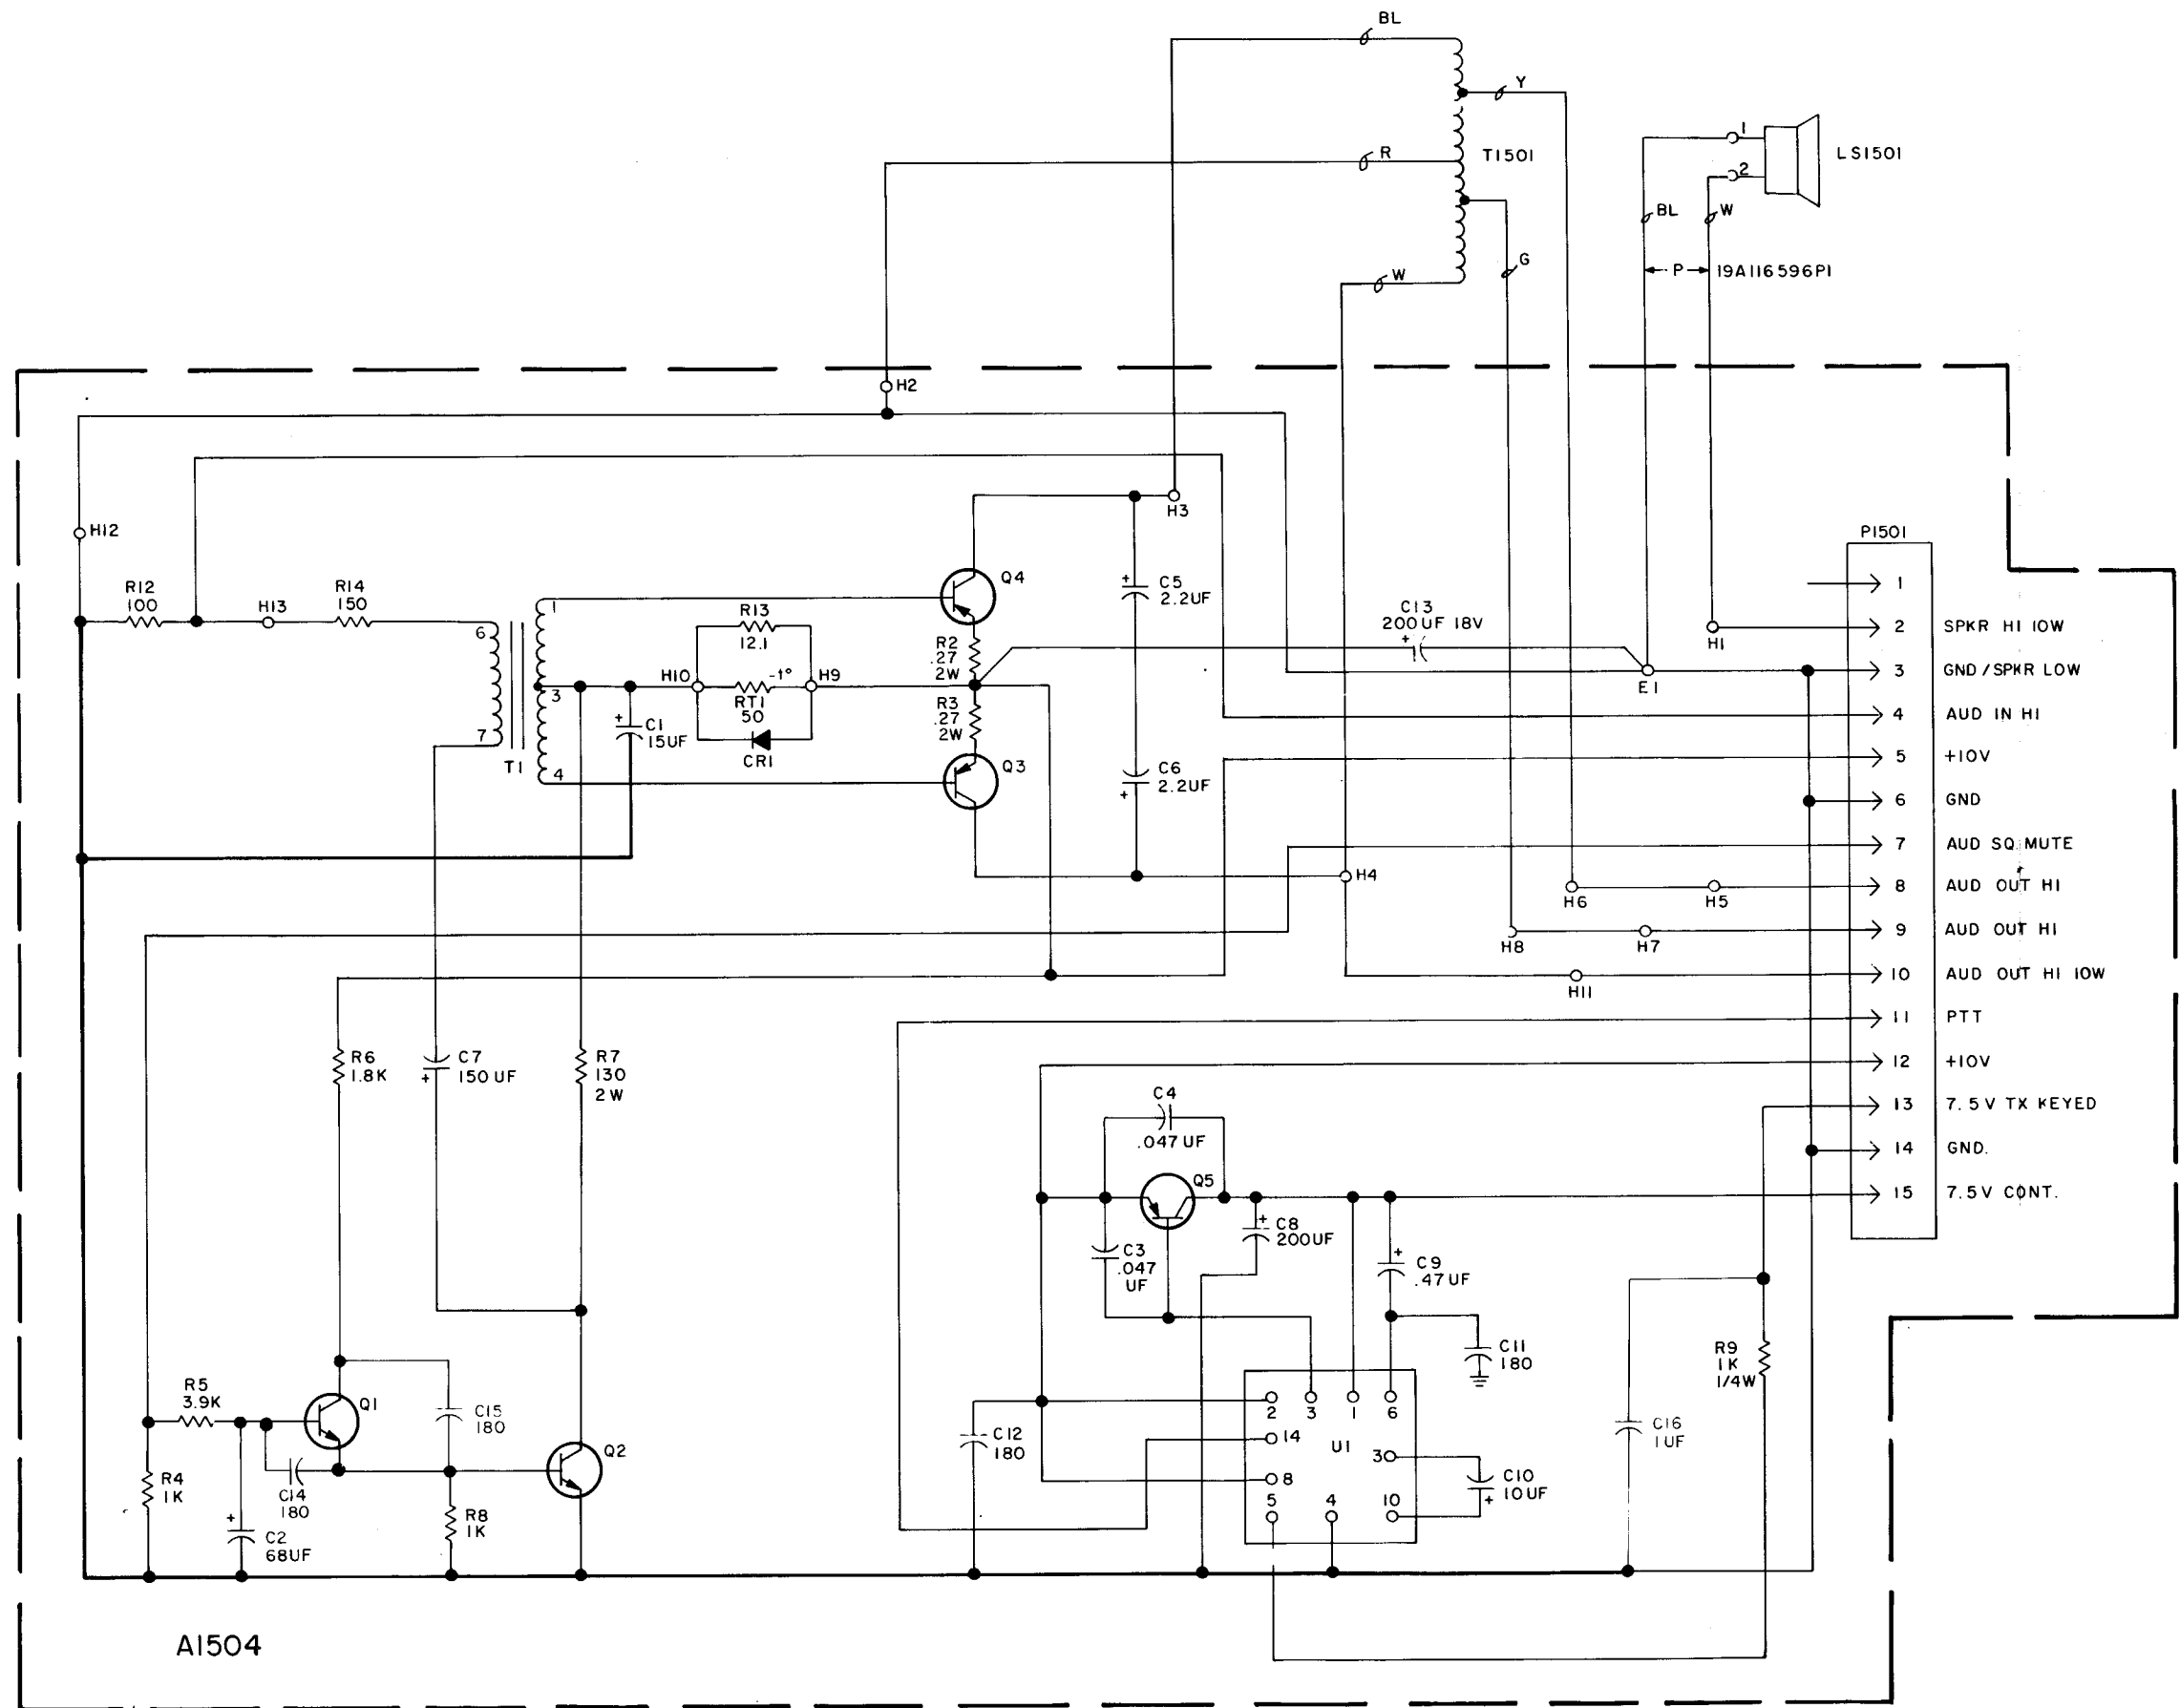 BL
Y
R
T1501
1
2
LS1501
BL
W
G
W
P
19A116596P1
H2
H3
H12
P1501
R12
100
H13
R14
150
6
7
T1
1
3
4
Q4
R13
12.1
H10
H9
-t°
RT1
50
CR1
R2
.27
2W
R3
.27
2W
Q3
C1
15UF
C5
2.2UF
C6
2.2UF
C13
200UF 18V
E1
H1
H4
H6
H5
H8
H7
H11
1
2 SPKR HI 10W
3 GND/SPKR LOW
4 AUD IN HI
5 +10V
6 GND
7 AUD SQ. MUTE
8 AUD OUT HI
9 AUD OUT HI
10 AUD OUT HI 10W
11 PTT
12 +10V
13 7.5V TX KEYED
14 GND.
15 7.5V CONT.
R6
1.8K
C7
150UF
R7
130
2W
C4
.047UF
Q5
C3
.047
UF
C8
200UF
C9
.47UF
C11
180
R9
1K
1/4W
R5
3.9K
Q1
C15
180
Q2
C12
180
2
3
1
6
14
U1
3
8
5
4
10
C10
10UF
C16
1UF
R4
1K
C14
180
R8
1K
C2
68UF
A1504